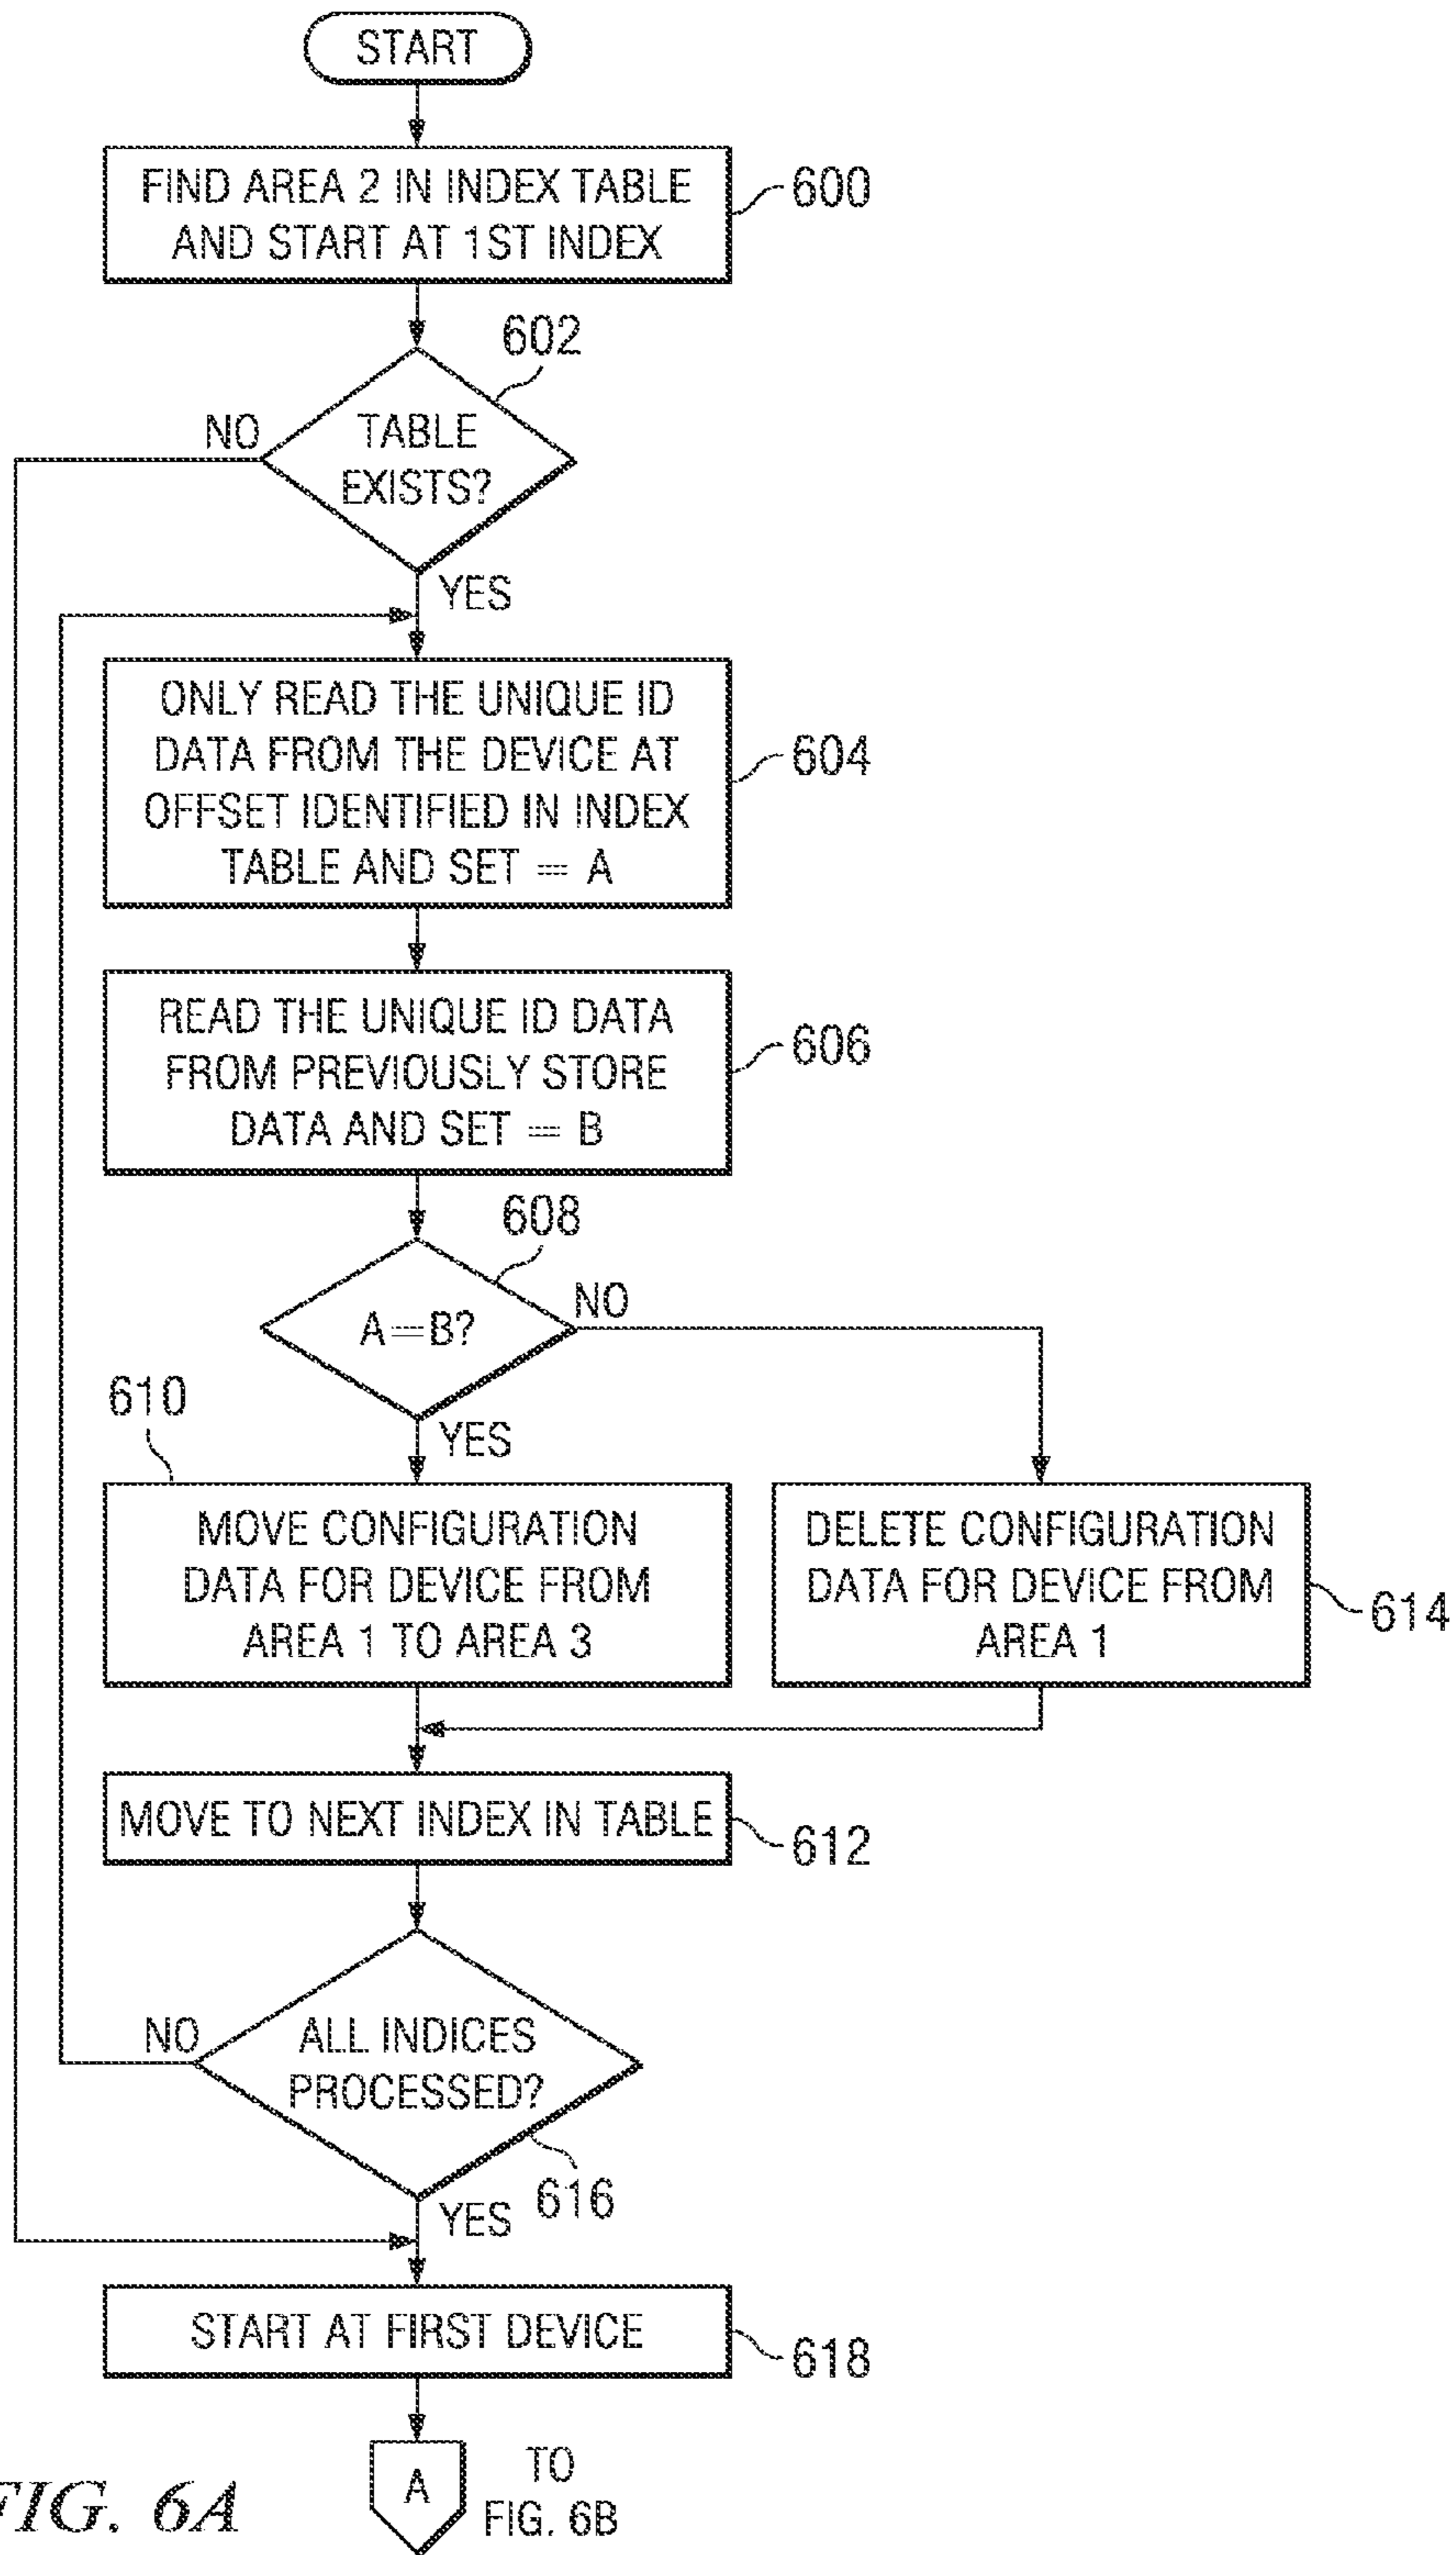 START
FIND AREA 2 IN INDEX TABLE
AND START AT 1ST INDEX
600
602
NO
TABLE
EXISTS?
YES
ONLY READ THE UNIQUE ID
DATA FROM THE DEVICE AT
OFFSET IDENTIFIED IN INDEX
TABLE AND SET = A
604
READ THE UNIQUE ID DATA
FROM PREVIOUSLY STORE
DATA AND SET = B
606
608
A=B?
NO
610
YES
MOVE CONFIGURATION
DATA FOR DEVICE FROM
AREA 1 TO AREA 3
DELETE CONFIGURATION
DATA FOR DEVICE FROM
AREA 1
614
MOVE TO NEXT INDEX IN TABLE
612
NO
ALL INDICES
PROCESSED?
616
YES
START AT FIRST DEVICE
618
A
TO
FIG. 6B
FIG. 6A